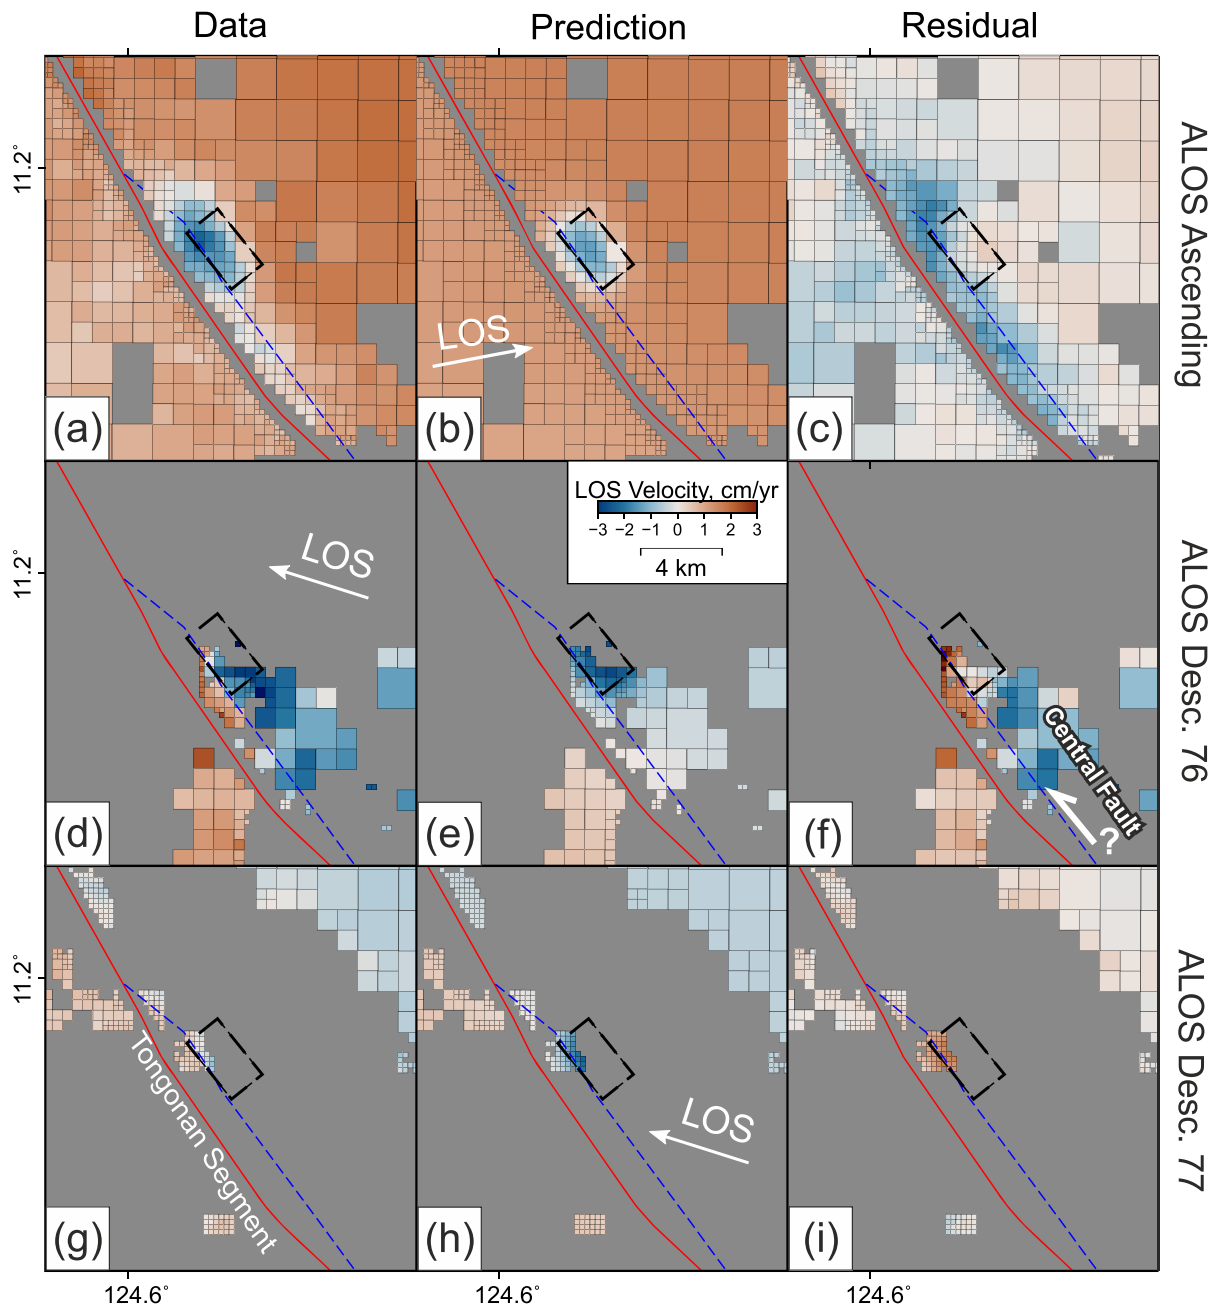 Data
Prediction
Residual
11.2°
LOS
(a)
(b)
(c)
ALOS Ascending
11.2°
LOS
LOS Velocity, cm/yr
−3 −2 −1 0 1 2 3
4 km
Central Fault
?
(d)
(e)
(f)
ALOS Desc. 76
11.2°
Tongonan Segment
LOS
(g)
(h)
(i)
ALOS Desc. 77
124.6°
124.6°
124.6°